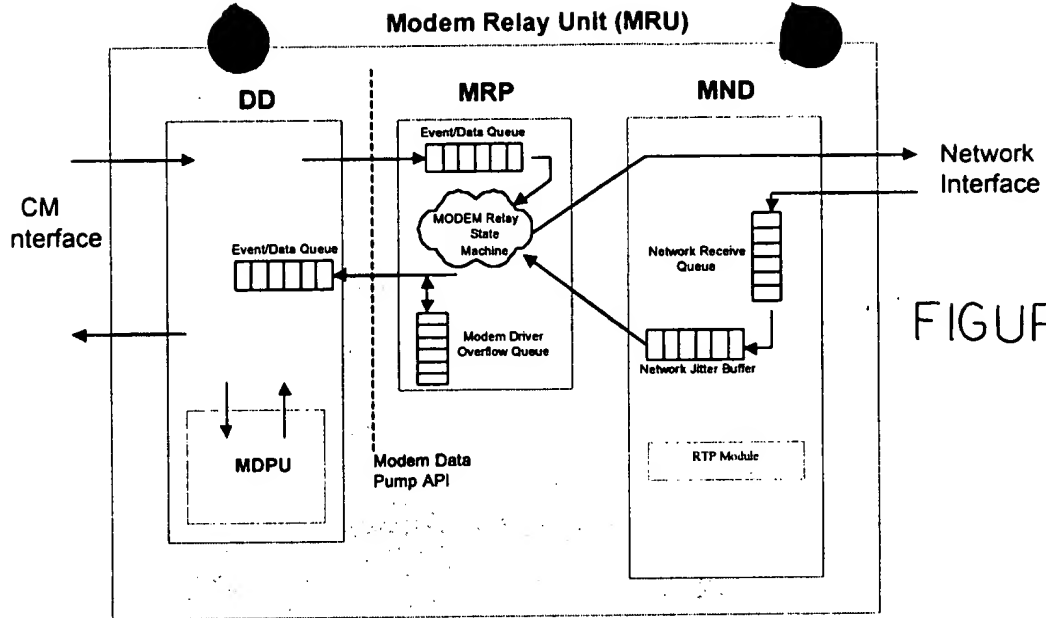 Modem Relay Unit (MRU)
DD
MRP
MND
Event/Data Queue
Network
Interface
CM
nterface
MODEM Relay
State
Machine
Event/Data Queue
Network Receive
Queue
Modem Driver
Overflow Queue
Network Jitter Buffer
FIGUR
MDPU
Modem Data
Pump API
RTP Module